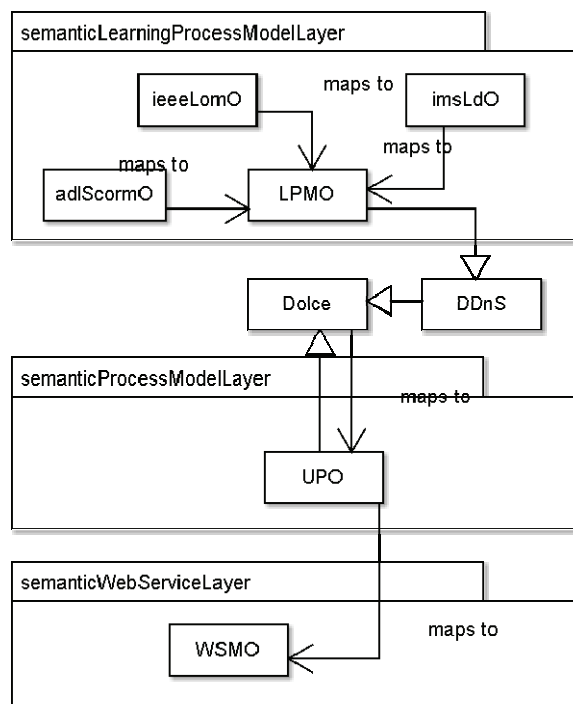 semanticLearningProcessModelLayer
ieeeLomO
maps to
imsLdO
maps to
maps to
adlScormO
LPMO
Dolce
DDnS
semanticProcessModelLayer
maps to
UPO
semanticWebServiceLayer
maps to
WSMO